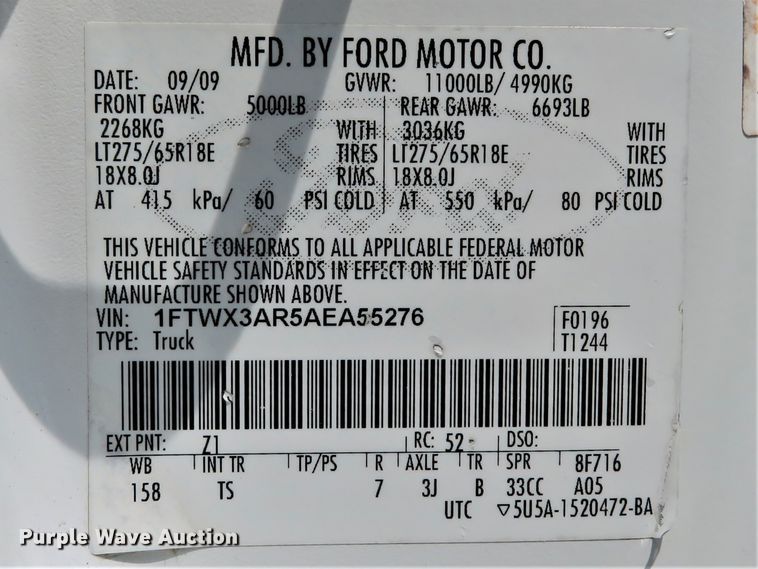 MFD. BY FORD MOTOR CO.
DATE: 09/09 GVWR: 11000LB/ 4990KG
FRONT GAWR: 5000LB REAR GAWR: 6693LB
2268KG WITH 3036KG WITH
LT275/65R18E TIRES LT275/65R18E TIRES
18X8.0J RIMS 18X8.0J RIMS
AT 415 kPa/ 60 PSI COLD AT 550 kPa/ 80 PSI COLD
THIS VEHICLE CONFORMS TO ALL APPLICABLE FEDERAL MOTOR
VEHICLE SAFETY STANDARDS IN EFFECT ON THE DATE OF
MANUFACTURE SHOWN ABOVE.
VIN: 1FTWX3AR5AEA55276 F0196
TYPE: Truck T1244
EXT PNT: Z1 RC: 52 DSO:
WB INT TR TP/PS R AXLE TR SPR 8F716
158 TS 7 3J B 33CC A05
UTC ▽5U5A-1520472-BA
Purple Wave Auction